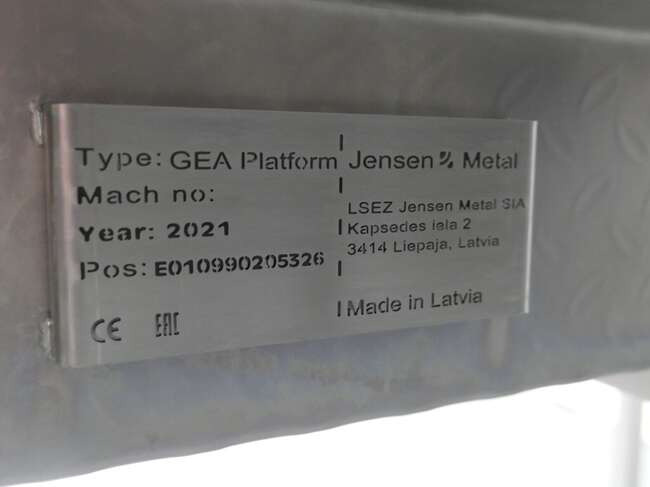 Type: GEA Platform
Mach no:
Year: 2021
Pos: E010990205326
CE EAC
Jensen Metal
LSEZ Jensen Metal SIA
Kapsedes iela 2
3414 Liepaja, Latvia
Made in Latvia